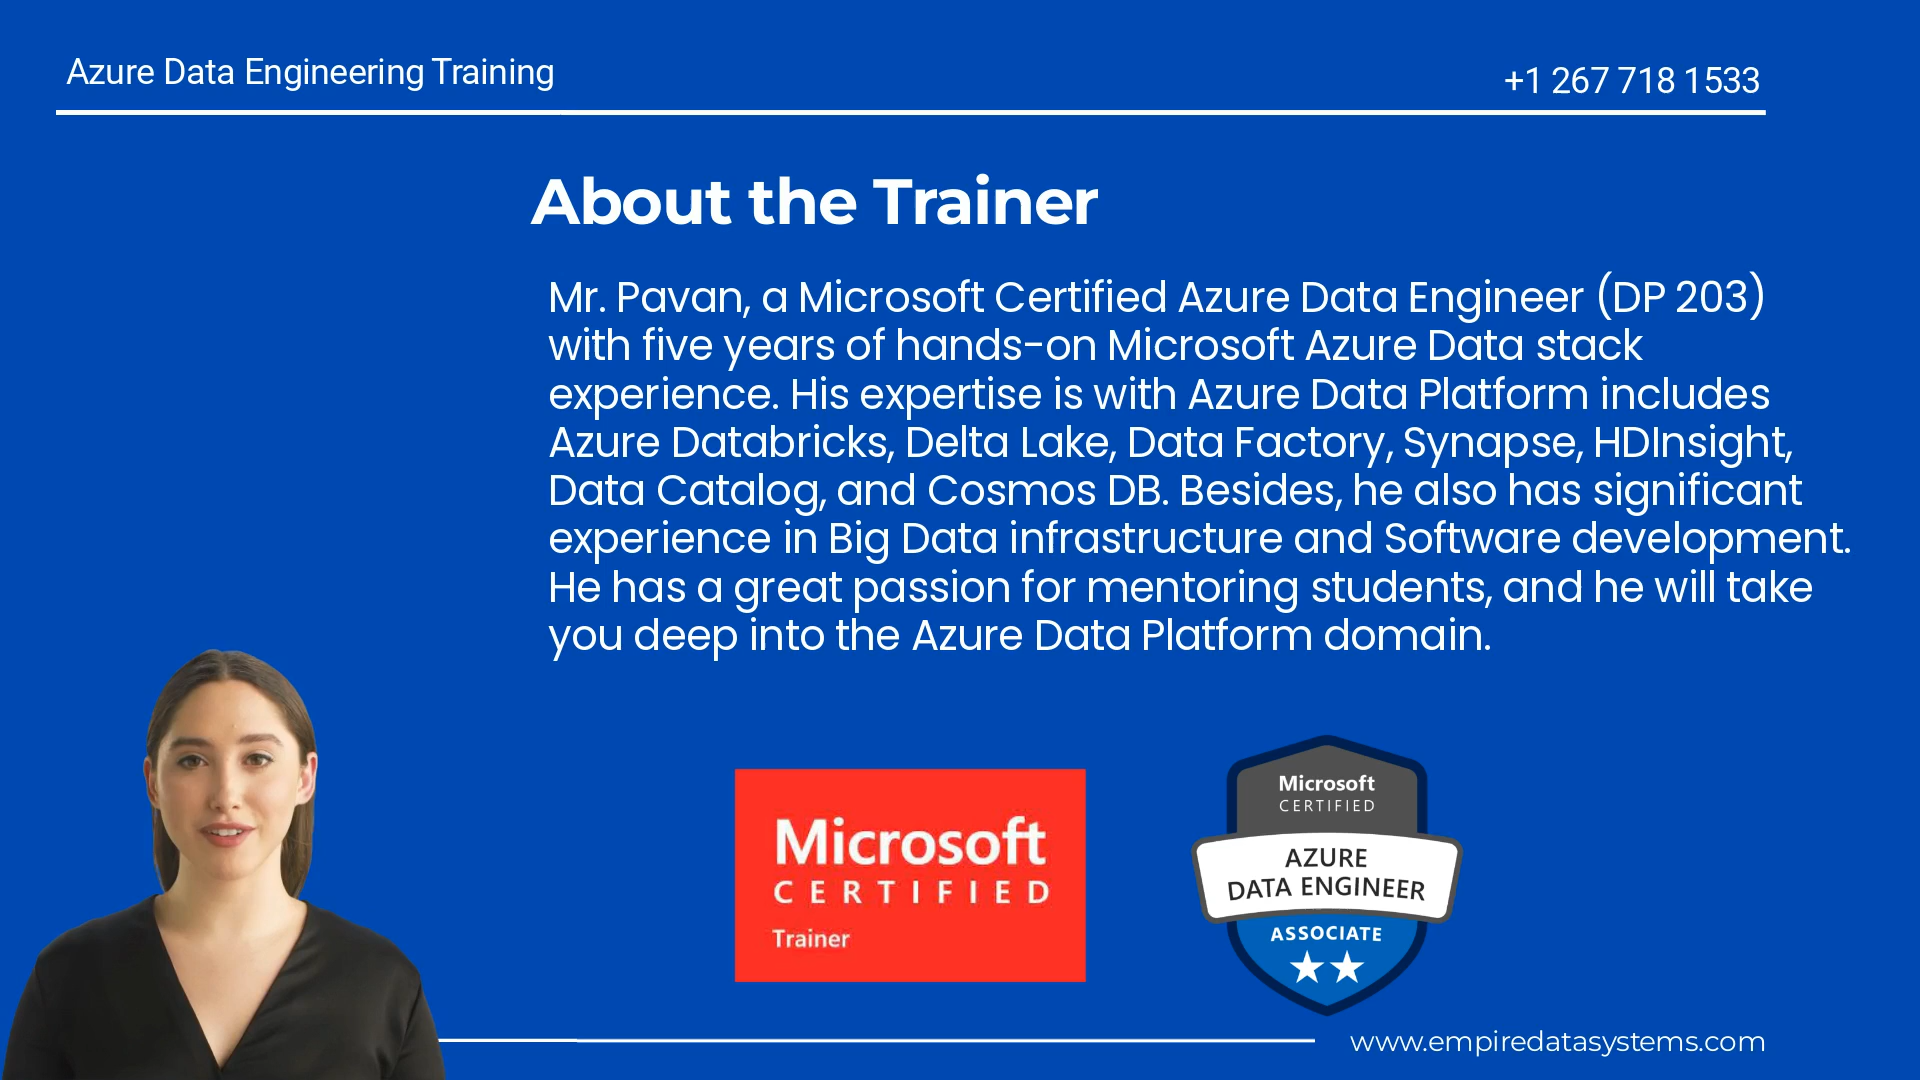 Azure Data Engineering Training
+1 267 718 1533
About the Trainer
Mr. Pavan, a Microsoft Certified Azure Data Engineer (DP 203)
with five years of hands-on Microsoft Azure Data stack
experience. His expertise is with Azure Data Platform includes
Azure Databricks, Delta Lake, Data Factory, Synapse, HDInsight,
Data Catalog, and Cosmos DB. Besides, he also has significant
experience in Big Data infrastructure and Software development.
He has a great passion for mentoring students, and he will take
you deep into the Azure Data Platform domain.
Microsoft
CERTIFIED
Trainer
Microsoft
CERTIFIED
AZURE
DATA ENGINEER
ASSOCIATE
www.empiredatasystems.com